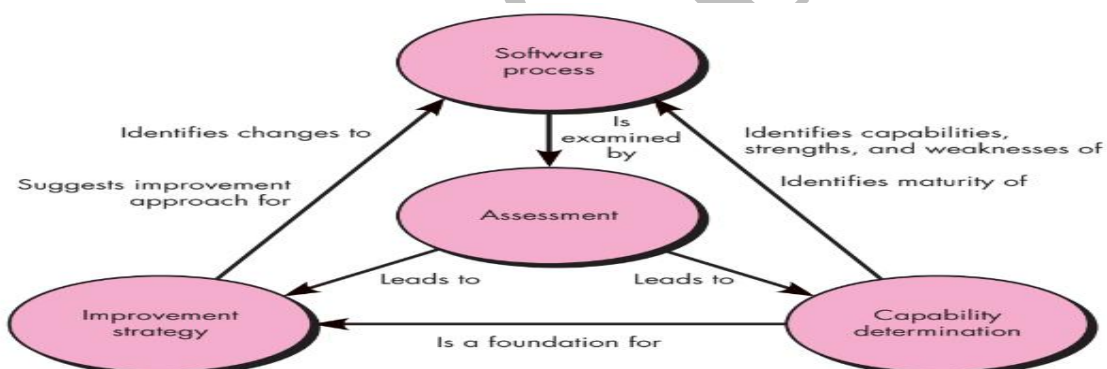 Software
process
Is
examined
by
Identifies changes to
Identifies capabilities,
strengths, and weaknesses of
Suggests improvement
approach for
Identifies maturity of
Assessment
Leads to
Leads to
Improvement
strategy
Capability
determination
Is a foundation for